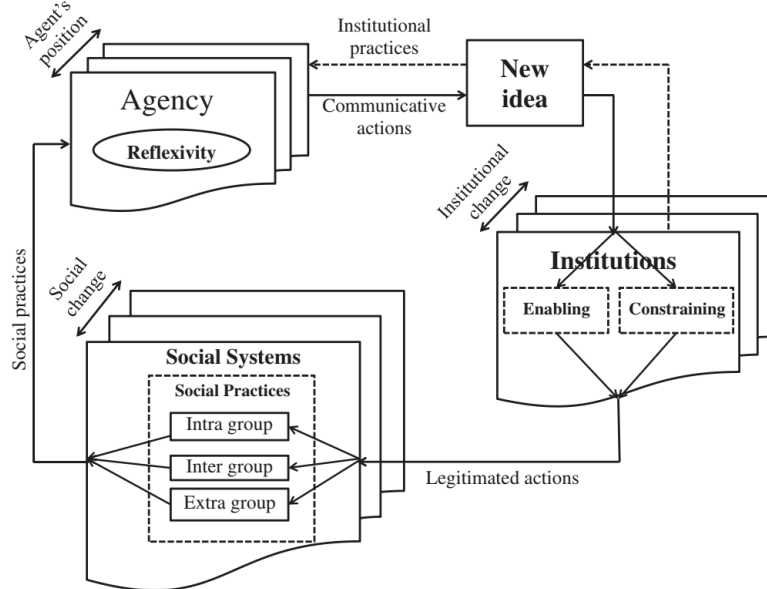 Agent's
position
Institutional
practices
New
idea
Agency
Communicative
actions
Reflexivity
Institutional
change
Institutions
Enabling
Constraining
Social practices
Social
change
Social Systems
Social Practices
Intra group
Inter group
Extra group
Legitimated actions